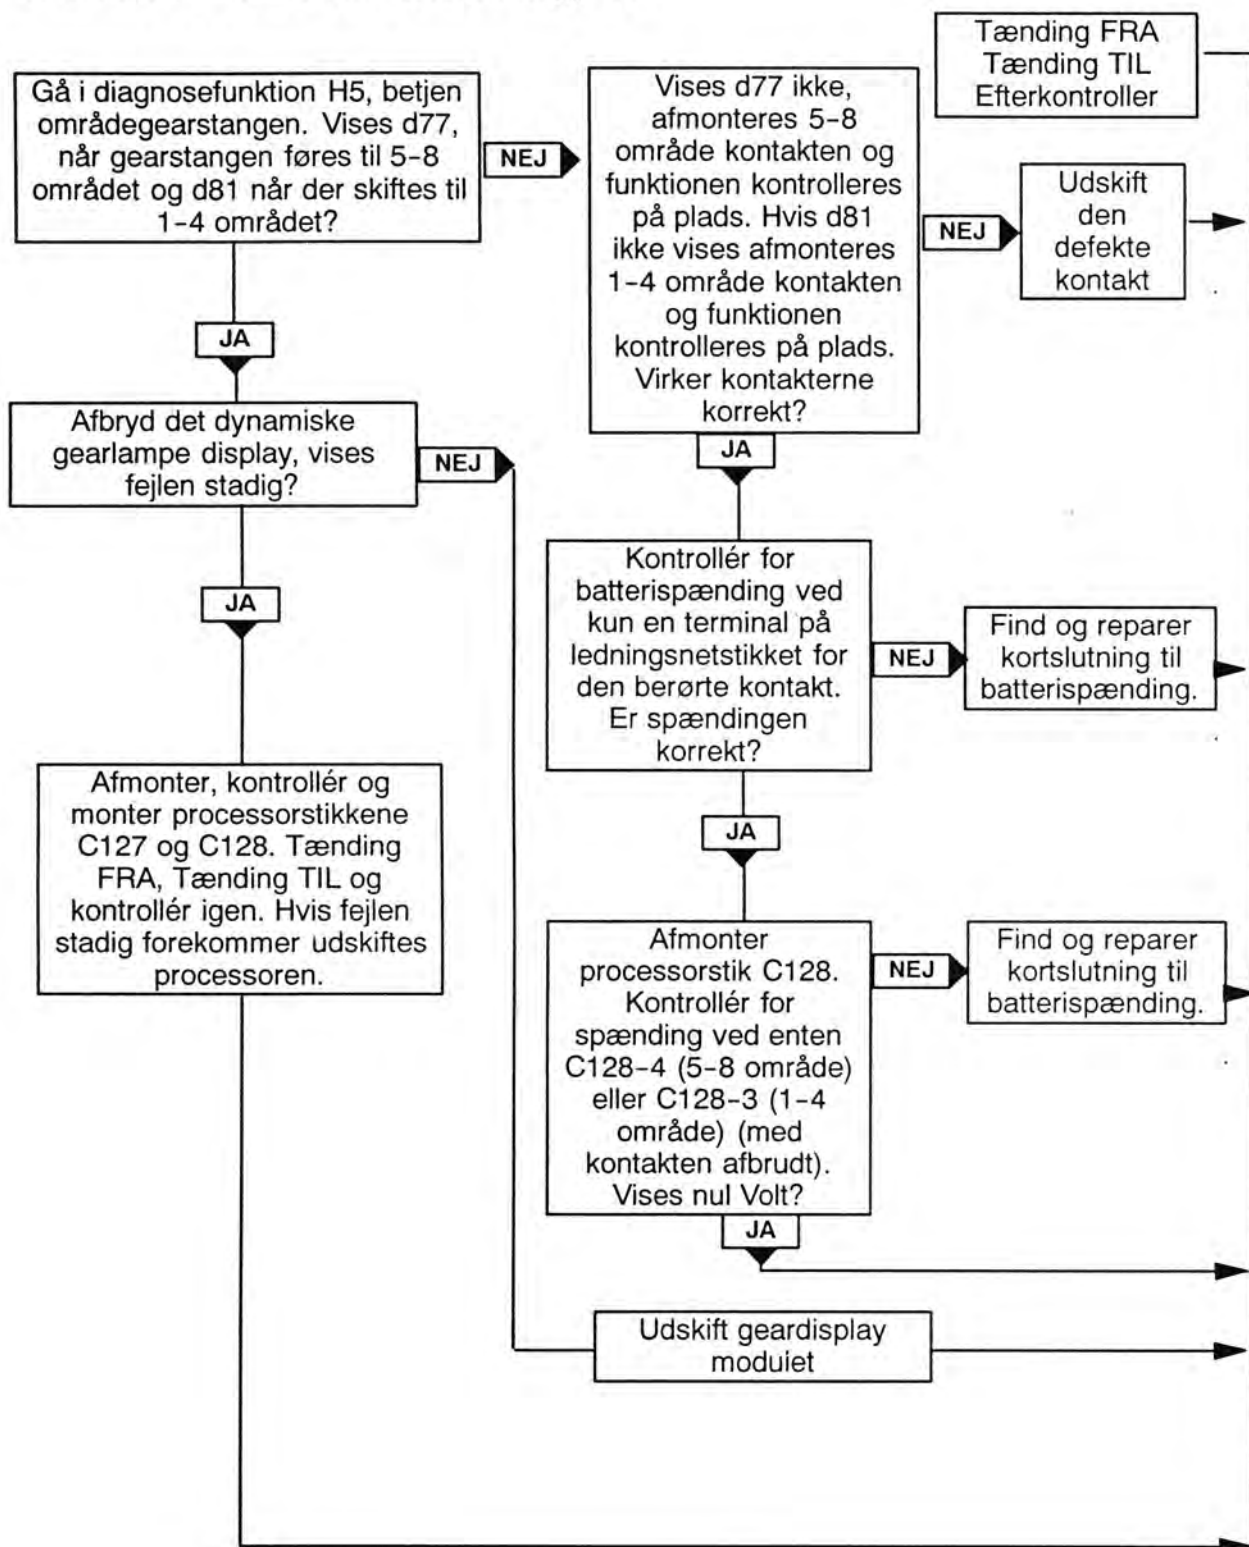 Tænding FRA
Tænding TIL
Efterkontroller
Gå i diagnosefunktion H5, betjen
områdegearstangen. Vises d77,
når gearstangen føres til 5-8
området og d81 når der skiftes til
1-4 området?
NEJ
Vises d77 ikke,
afmonteres 5-8
område kontakten og
funktionen kontrolleres
på plads. Hvis d81
ikke vises afmonteres
1-4 område kontakten
og funktionen
kontrolleres på plads.
Virker kontakterne
korrekt?
NEJ
Udskift
den
defekte
kontakt
JA
Afbryd det dynamiske
gearlampe display, vises
fejlen stadig?
NEJ
JA
JA
Kontrollér for
batterispænding ved
kun en terminal på
ledningsnetstikket for
den berørte kontakt.
Er spændingen
korrekt?
NEJ
Find og reparer
kortslutning til
batterispænding.
Afmonter, kontrollér og
monter processorstikkene
C127 og C128. Tænding
FRA, Tænding TIL og
kontrollér igen. Hvis fejlen
stadig forekommer udskiftes
processoren.
JA
Afmonter
processorstik C128.
Kontrollér for
spænding ved enten
C128-4 (5-8 område)
eller C128-3 (1-4
område) (med
kontakten afbrudt).
Vises nul Volt?
NEJ
Find og reparer
kortslutning til
batterispænding.
JA
Udskift geardisplay
moduiet